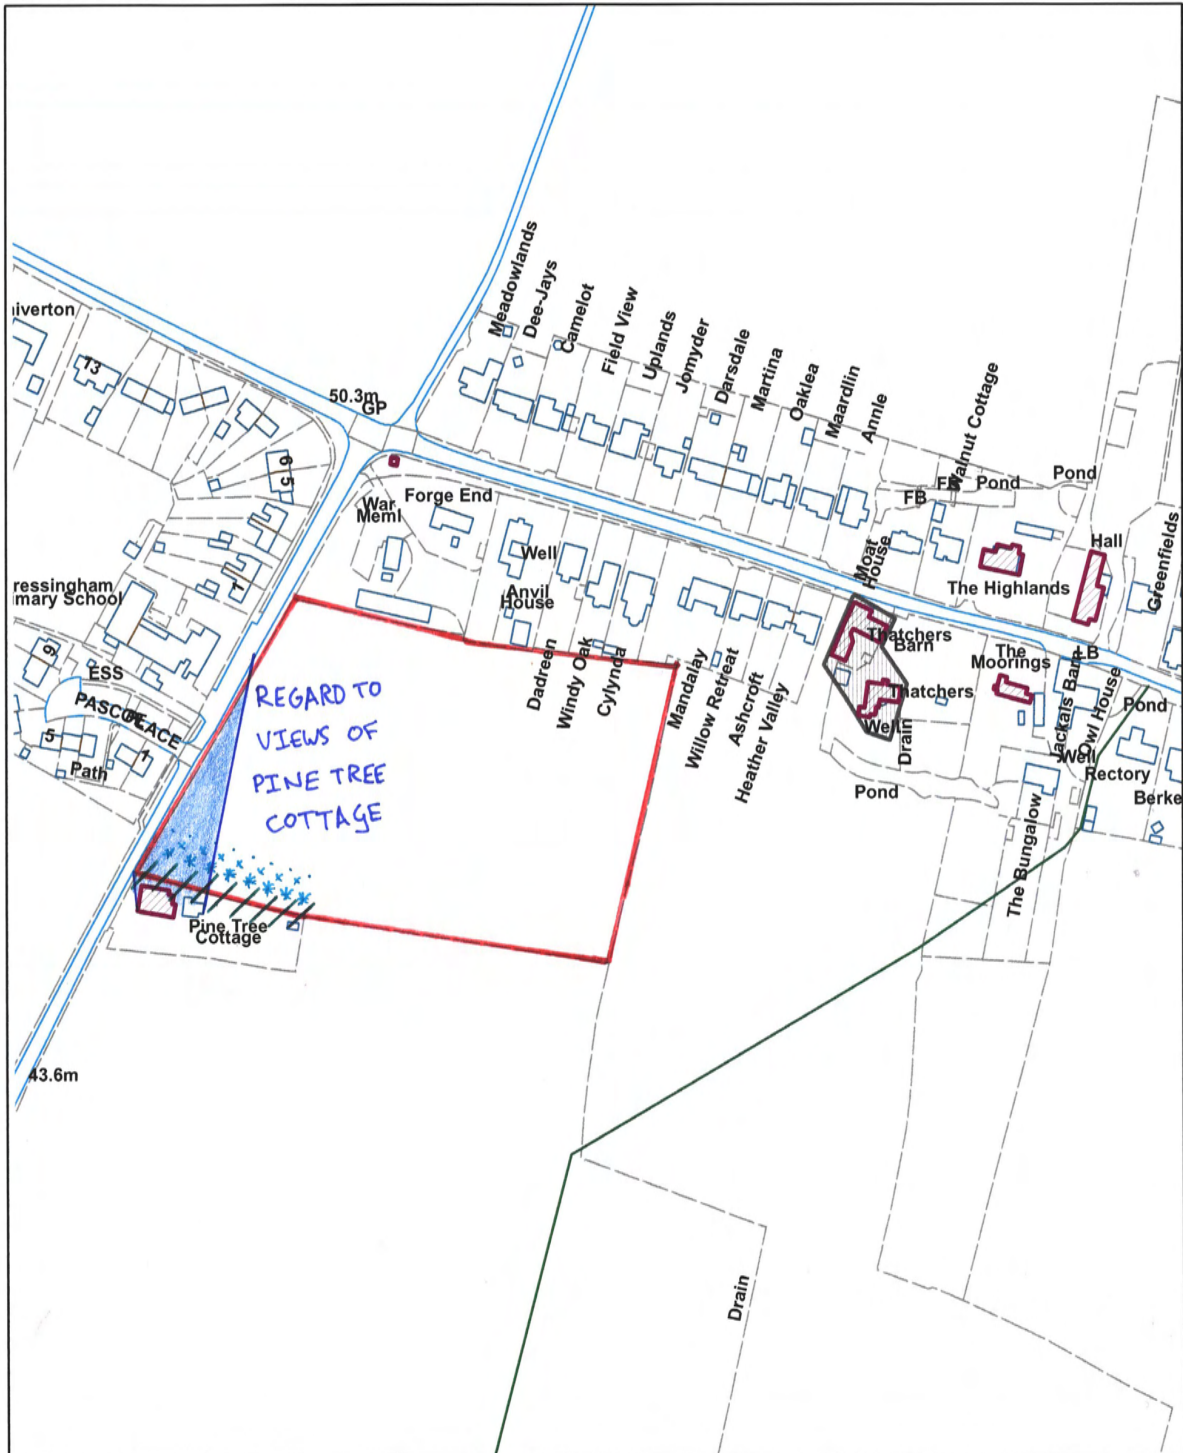 Meadowlands
Dee-Jays
Camelot
Field View
Uplands
Jomyder
Darsdale
Martina
Oaklea
Maardlin
Annie
Walnut Cottage
iverton
13
50.3m
GP
6 5
War
Meml
Forge End
Well
Anvil
House
FB
FB
Pond
Pond
Hall
Moat
House
The Highlands
Greenfields
ressingham
mary School
1
9
ESS
PASCOE PLACE
5
1
Path
REGARD TO
VIEWS OF
PINE TREE
COTTAGE
Dadreen
Windy Oak
Cylynda
Mandalay
Willow Retreat
Ashcroft
Heather Valley
Thatchers
Barn
Thatchers
Well
Drain
Pond
The
Moorings
LB
Jackals Barn
Owl House
Well
Pond
Rectory
Berke
The Bungalow
Pine Tree
Cottage
43.6m
Drain